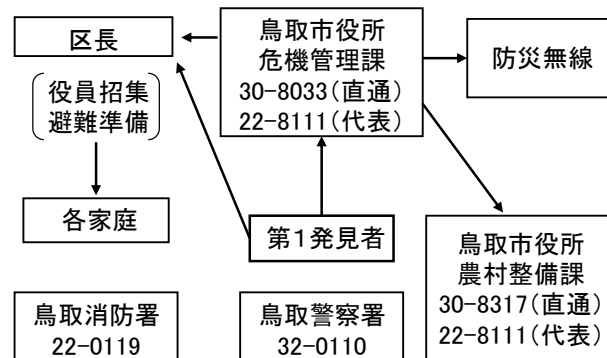 区長
鳥取市役所
危機管理課
30-8033(直通)
22-8111(代表)
防災無線
役員招集
避難準備
各家庭
第1発見者
鳥取市役所
農村整備課
30-8317(直通)
22-8111(代表)
鳥取消防署
22-0119
鳥取警察署
32-0110